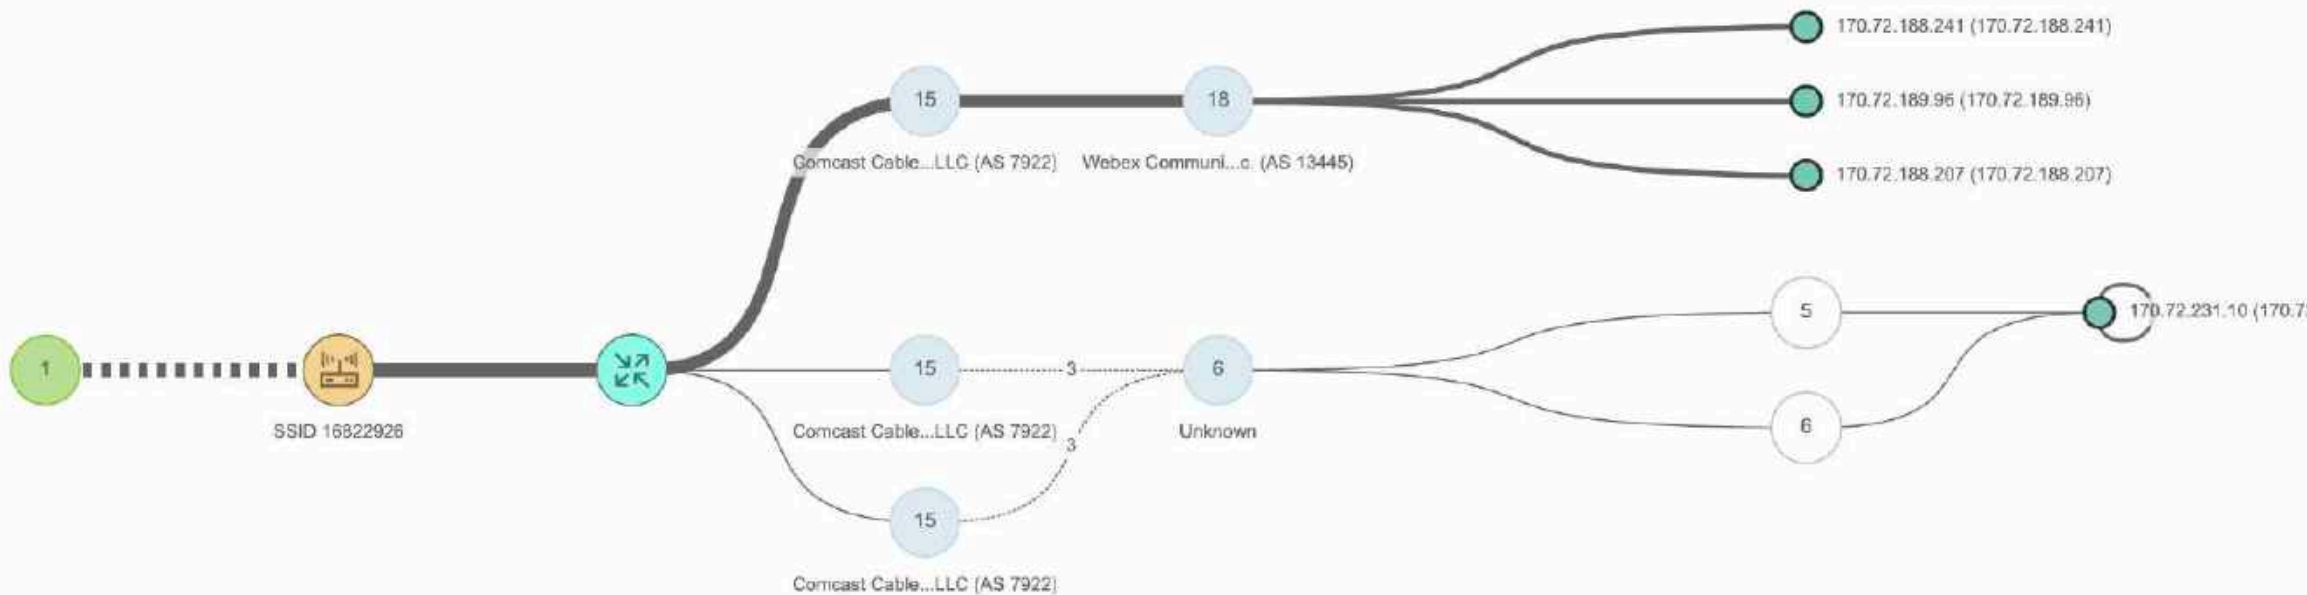 170.72.188.241 (170.72.188.241)
15
18
170.72.189.96 (170.72.189.96)
Comcast Cable...LLC (AS 7922)
Webex Communi...c. (AS 13445)
170.72.188.207 (170.72.188.207)
5
170.72.231.10 (170.7
1
15
3
6
SSID 16822926
Comcast Cable...LLC (AS 7922)
3
Unknown
6
15
Comcast Cable...LLC (AS 7922)